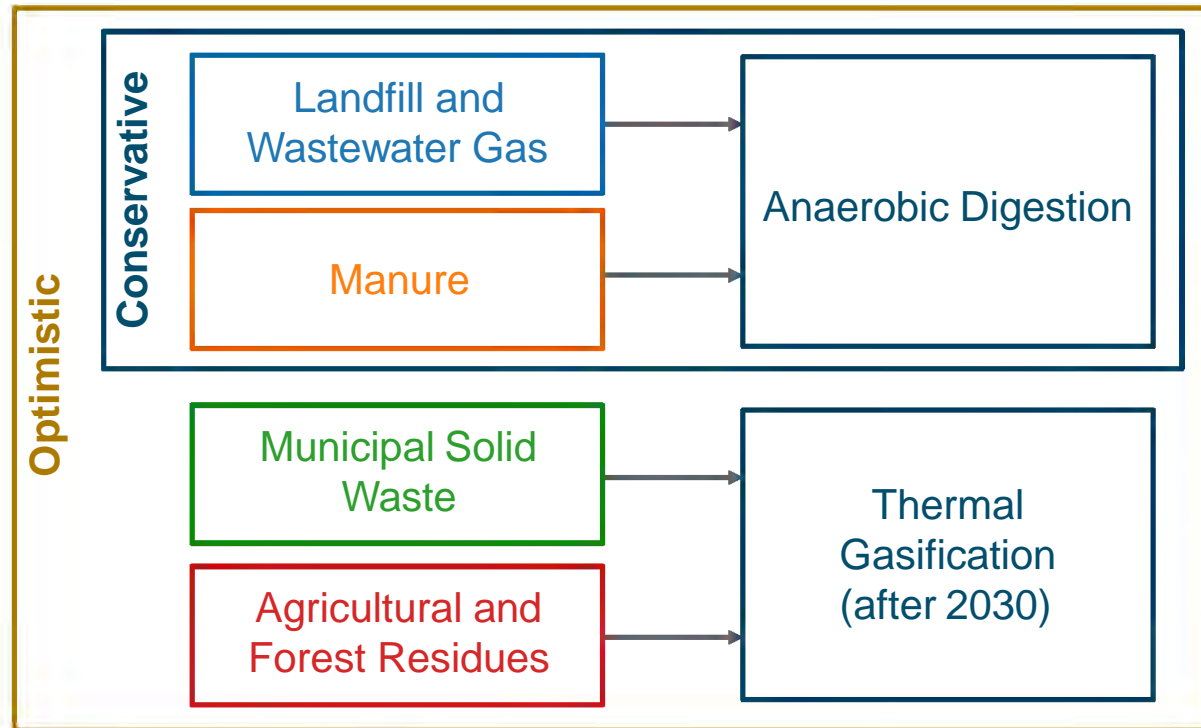 Optimistic
Conservative
Landfill and
Wastewater Gas
Manure
Anaerobic Digestion
Municipal Solid
Waste
Agricultural and
Forest Residues
Thermal
Gasification
(after 2030)